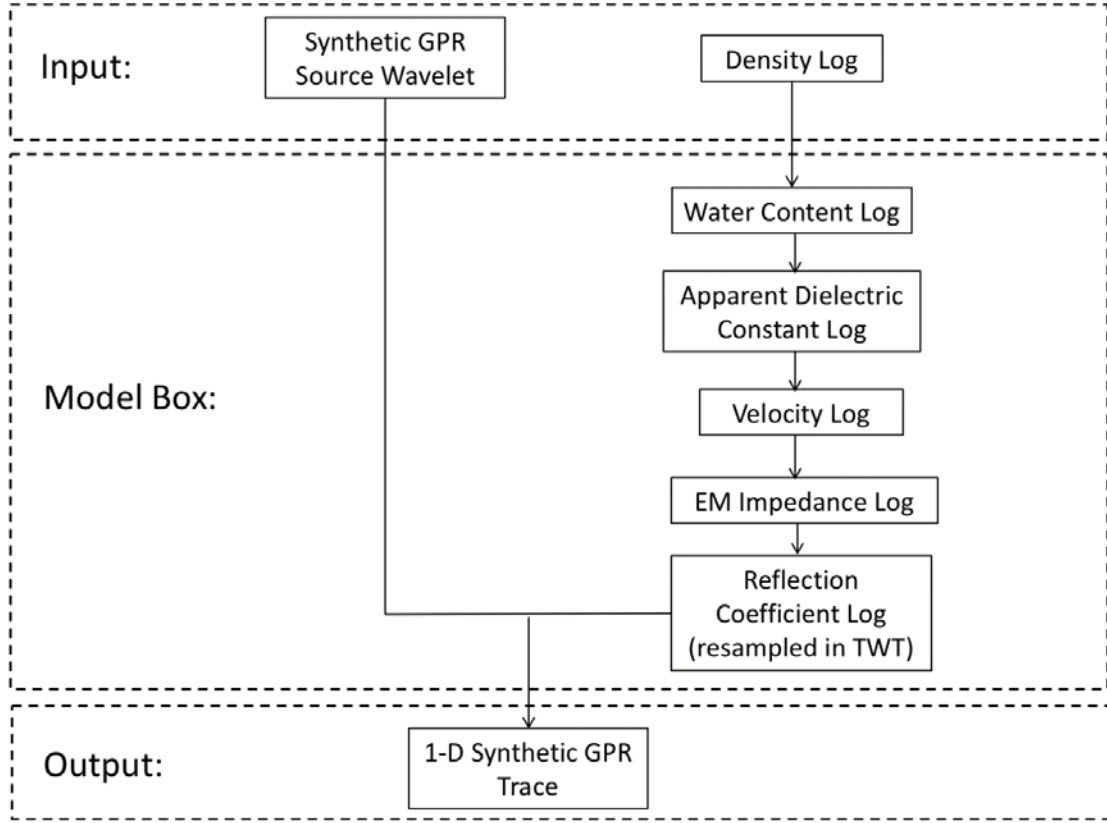 Input:
Synthetic GPR
Source Wavelet
Density Log
Model Box:
Water Content Log
Apparent Dielectric
Constant Log
Velocity Log
EM Impedance Log
Reflection
Coefficient Log
(resampled in TWT)
Output:
1-D Synthetic GPR
Trace